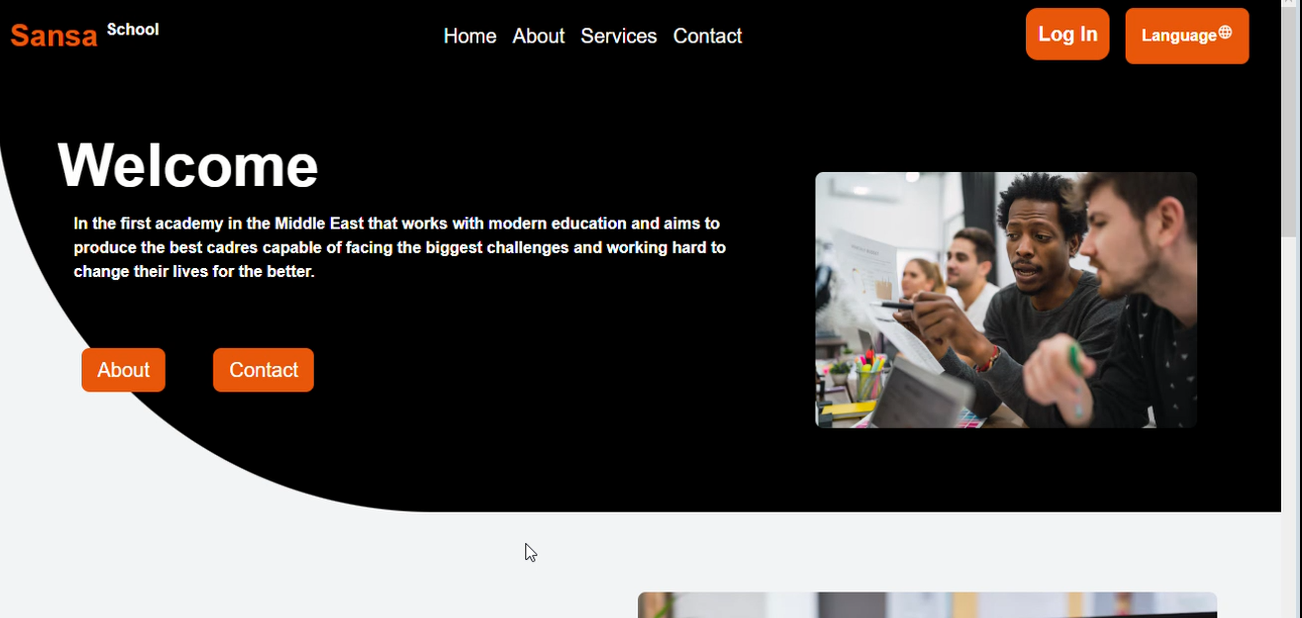 Sansa School
Home About Services Contact
Log In
Language
Welcome
In the first academy in the Middle East that works with modern education and aims to
produce the best cadres capable of facing the biggest challenges and working hard to
change their lives for the better.
About
Contact